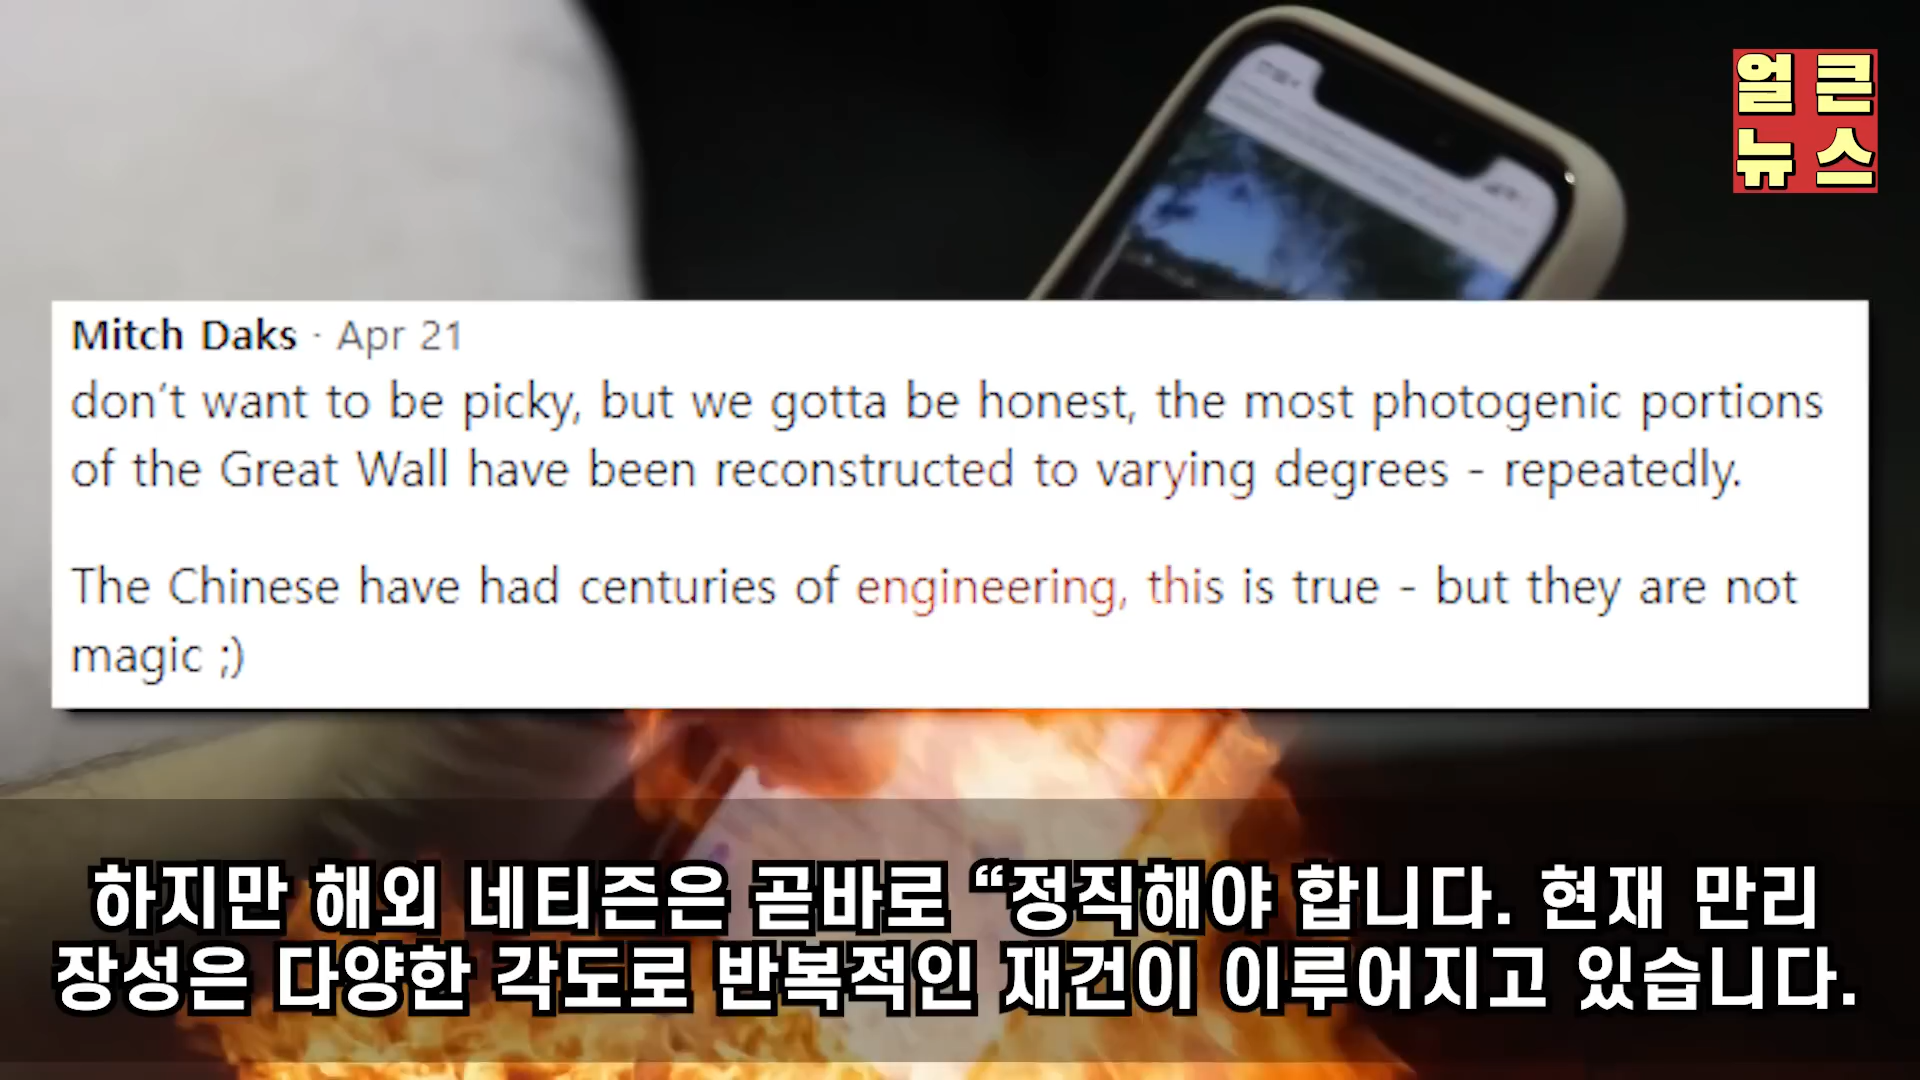 얼큰
뉴스
Mitch Daks · Apr 21
don't want to be picky, but we gotta be honest, the most photogenic portions
of the Great Wall have been reconstructed to varying degrees - repeatedly.
The Chinese have had centuries of engineering, this is true - but they are not
magic ;)
하지만 해외 네티즌은 곧바로 “정직해야 합니다. 현재 만리
장성은 다양한 각도로 반복적인 재건이 이루어지고 있습니다.